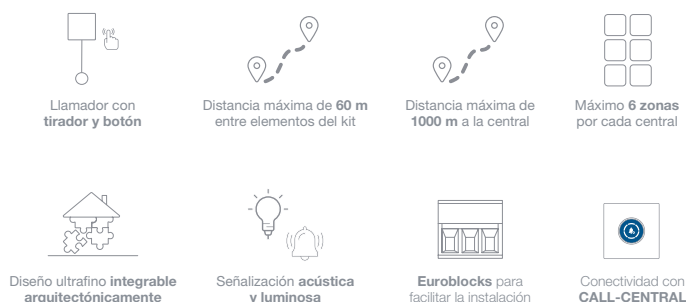 Llamador con
tirador y botón
Distancia máxima de 60 m
entre elementos del kit
Distancia máxima de
1000 m a la central
Máximo 6 zonas
por cada central
Diseño ultrafino integrable
arquitectónicamente
Señalización acústica
y luminosa
Euroblocks para
facilitar la instalación
Conectividad con
CALL-CENTRAL